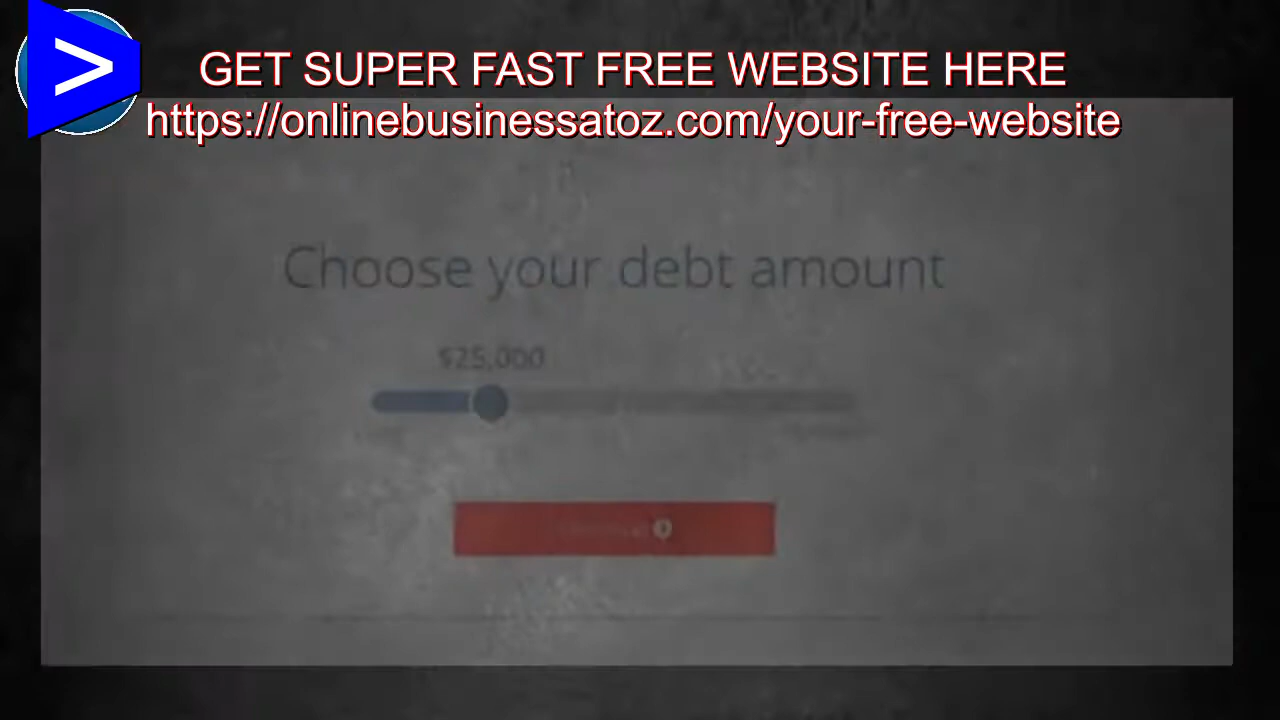 GET SUPER FAST FREE WEBSITE HERE
https://onlinebusinessatoz.com/your-free-website
Choose your debt amount
$25,000